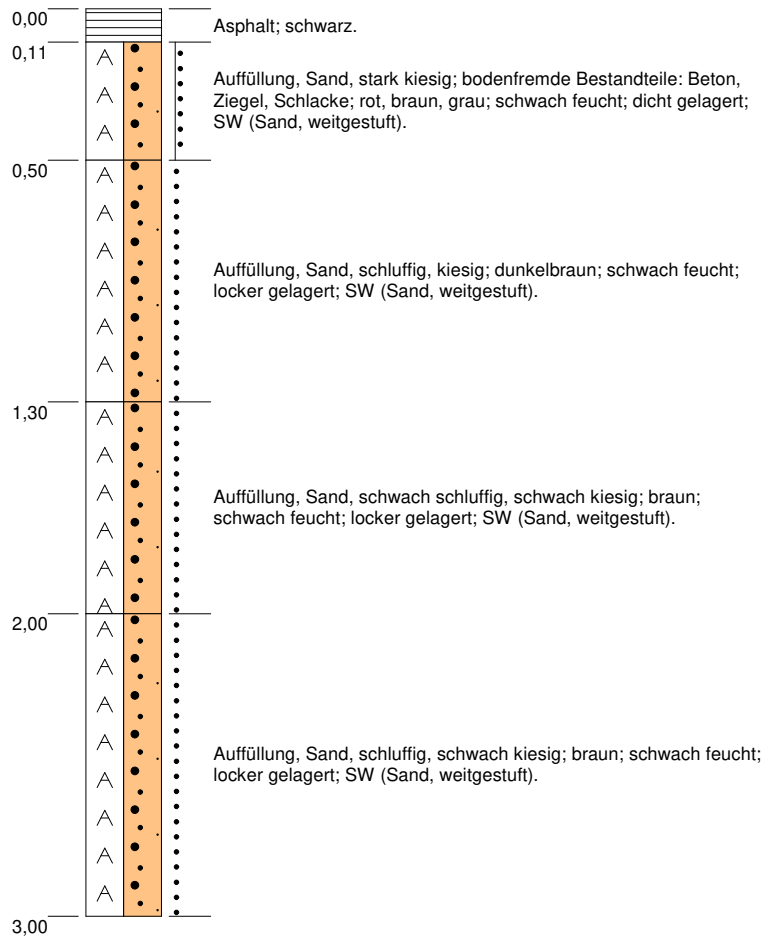 0,00
Asphalt; schwarz.
0,11
Auffüllung, Sand, stark kiesig; bodenfremde Bestandteile: Beton,
Ziegel, Schlacke; rot, braun, grau; schwach feucht; dicht gelagert;
SW (Sand, weitgestuft).
0,50
Auffüllung, Sand, schluffig, kiesig; dunkelbraun; schwach feucht;
locker gelagert; SW (Sand, weitgestuft).
1,30
Auffüllung, Sand, schwach schluffig, schwach kiesig; braun;
schwach feucht; locker gelagert; SW (Sand, weitgestuft).
2,00
Auffüllung, Sand, schluffig, schwach kiesig; braun; schwach feucht;
locker gelagert; SW (Sand, weitgestuft).
3,00